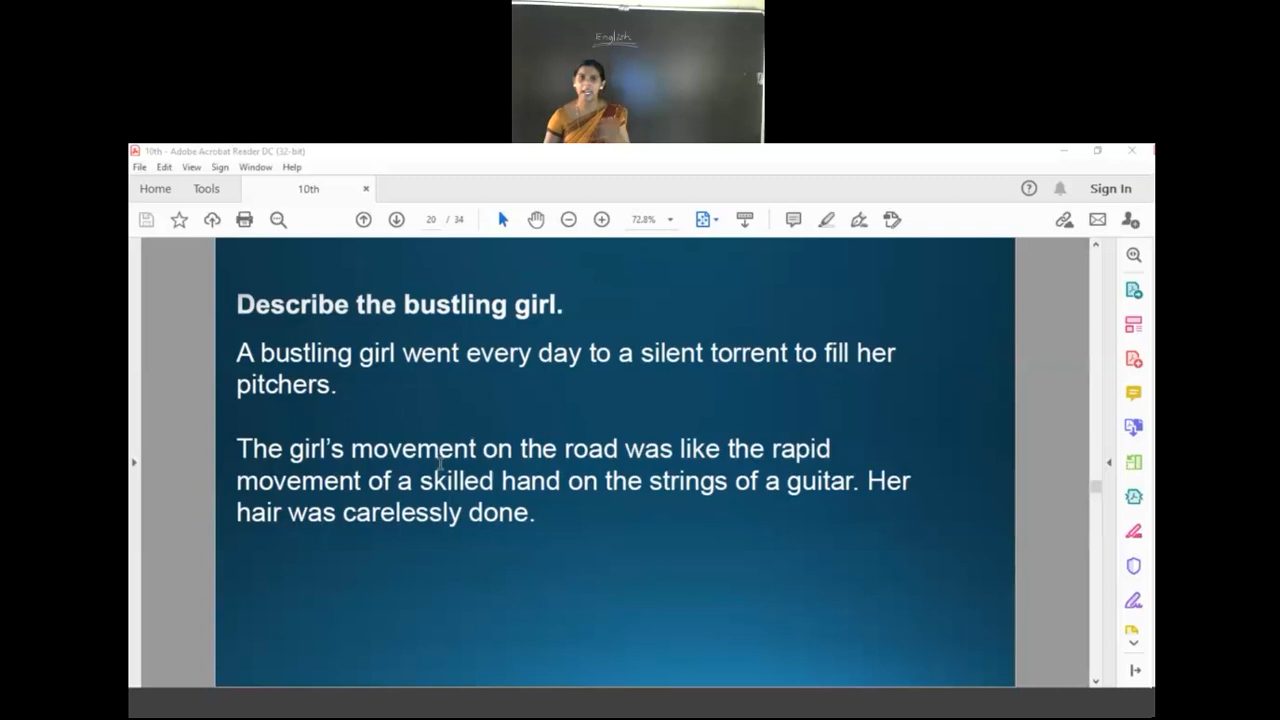 English
10th - Adobe Acrobat Reader DC (32-bit)
File Edit View Sign Window Help
Home Tools 10th Sign In
20 / 34 72.8%
Describe the bustling girl.
A bustling girl went every day to a silent torrent to fill her
pitchers.
The girl’s movement on the road was like the rapid
movement of a skilled hand on the strings of a guitar. Her
hair was carelessly done.